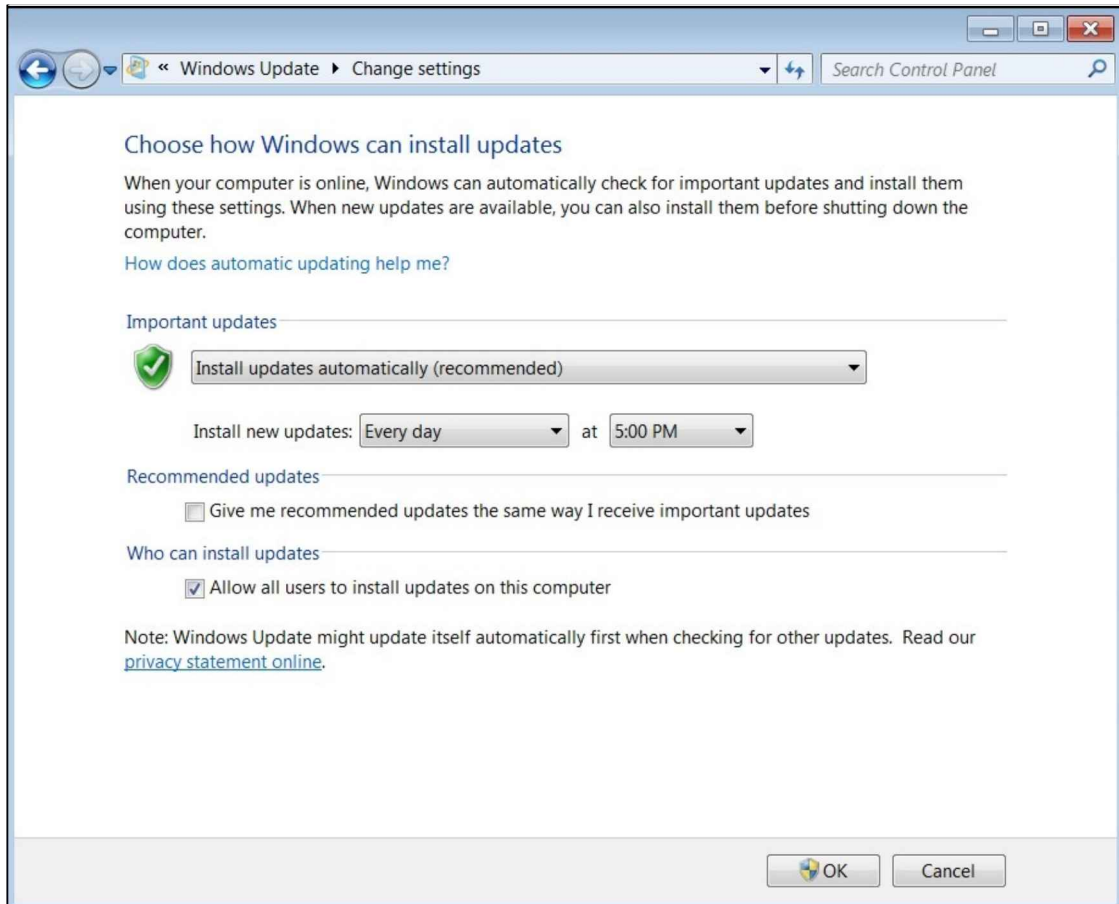 « Windows Update ▸ Change settings
Search Control Panel
Choose how Windows can install updates
When your computer is online, Windows can automatically check for important updates and install them
using these settings. When new updates are available, you can also install them before shutting down the
computer.
How does automatic updating help me?
Important updates
Install updates automatically (recommended)
Install new updates: Every day at 5:00 PM
Recommended updates
Give me recommended updates the same way I receive important updates
Who can install updates
Allow all users to install updates on this computer
Note: Windows Update might update itself automatically first when checking for other updates.  Read our
privacy statement online.
OK Cancel